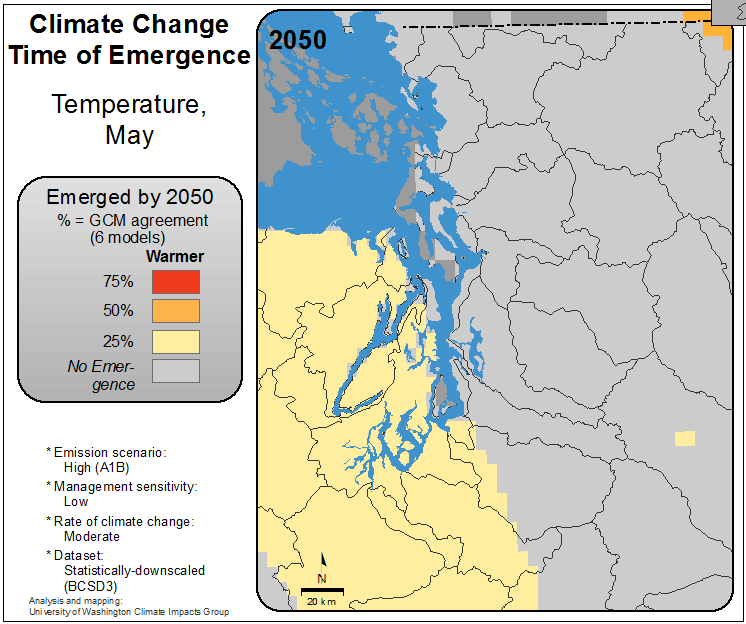 Climate Change
Time of Emergence
Temperature,
May
Emerged by 2050
% = GCM agreement
(6 models)
Warmer
75%
50%
25%
No Emer-
gence
* Emission scenario:
High (A1B)
* Management sensitivity:
Low
* Rate of climate change:
Moderate
* Dataset:
Statistically-downscaled
(BCSD3)
Analysis and mapping:
University of Washington Climate Impacts Group
2050
N
20 km